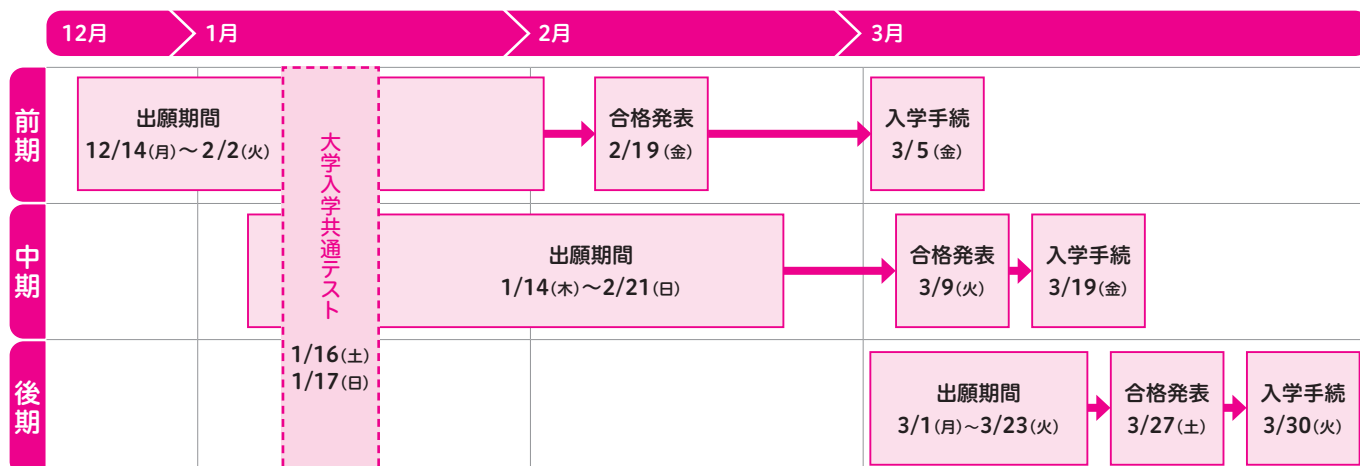 12月
1月
2月
3月
前期
出願期間
12/14(月)～2/2(火)
合格発表
2/19(金)
入学手続
3/5(金)
大学入学共通テスト
1/16(土)
1/17(日)
中期
出願期間
1/14(木)～2/21(日)
合格発表
3/9(火)
入学手続
3/19(金)
後期
出願期間
3/1(月)~3/23(火)
合格発表
3/27(土)
入学手続
3/30(火)